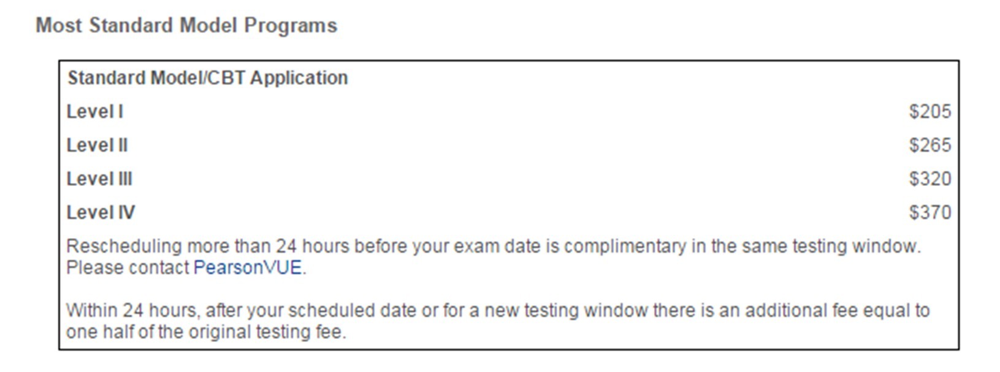 Most Standard Model Programs
Standard Model/CBT Application
Level I $205
Level II $265
Level III $320
Level IV $370
Rescheduling more than 24 hours before your exam date is complimentary in the same testing window.
Please contact PearsonVUE.
Within 24 hours, after your scheduled date or for a new testing window there is an additional fee equal to
one half of the original testing fee.